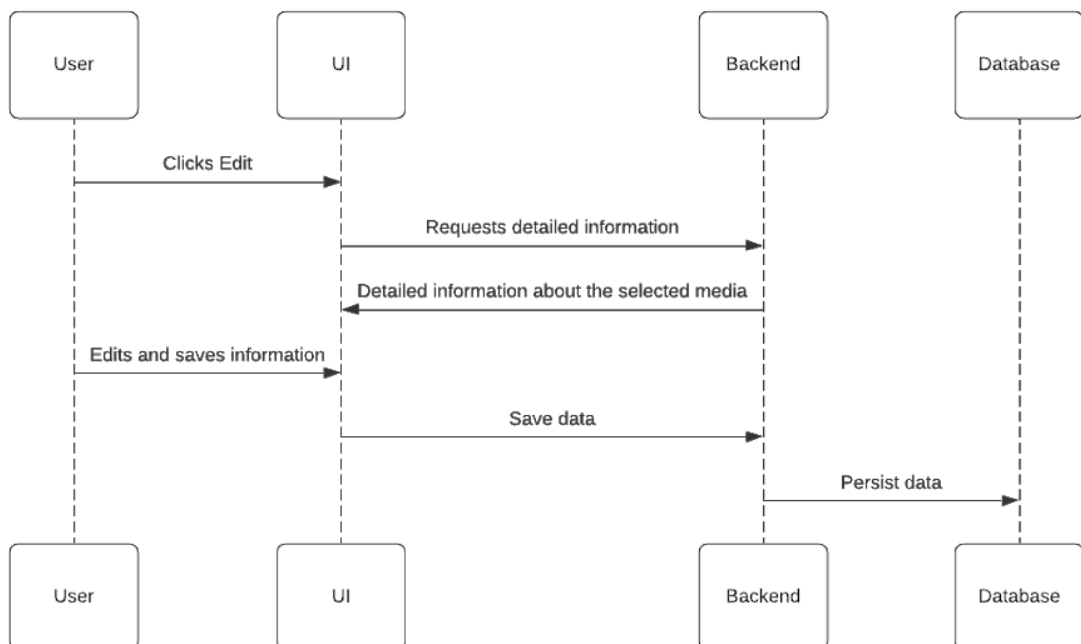 User
UI
Backend
Database
Clicks Edit
Requests detailed information
Detailed information about the selected media
Edits and saves information
Save data
Persist data
User
UI
Backend
Database